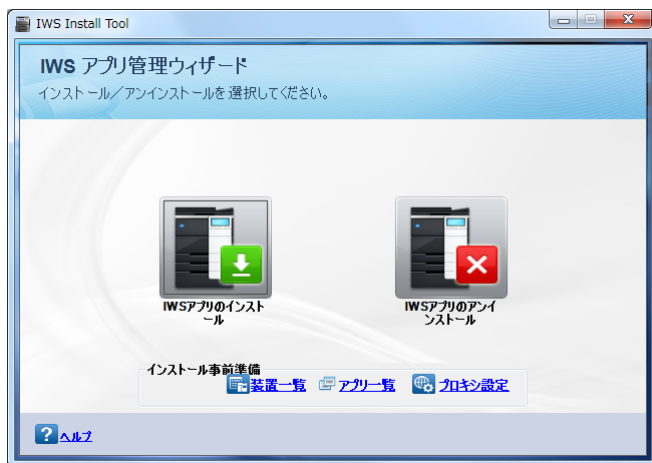 IWS Install Tool
IWS アプリ管理ウィザード
インストール／アンインストールを選択してください。
IWSアプリのインスト
ール
IWSアプリのアンイ
ンストール
インストール事前準備
装置一覧 アプリ一覧 プロキシ設定
? ヘルプ